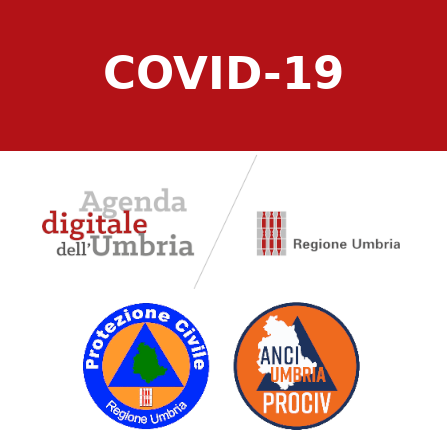 COVID-19
Agenda
digitale
dell'Umbria
Regione Umbria
Protezione Civile
Regione Umbria
ANCI
UMBRIA
PROCIV